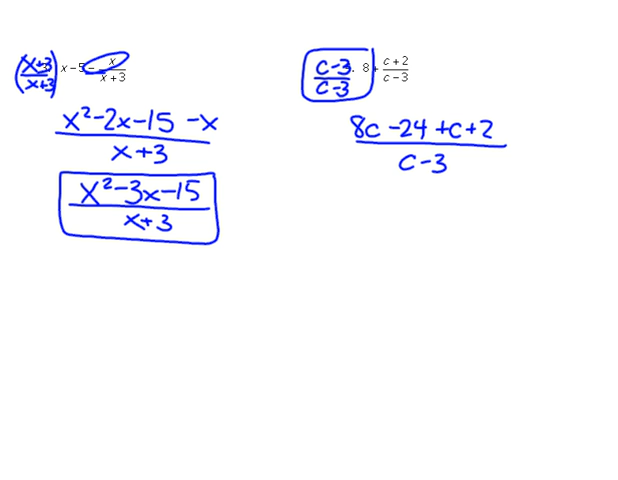 (x+3/x+3) x − 5 − x/x + 3
x² − 2x − 15 − x
x + 3
x² − 3x − 15
x + 3
c − 3/c − 3 . 8 + c + 2/c − 3
8c − 24 + c + 2
c − 3